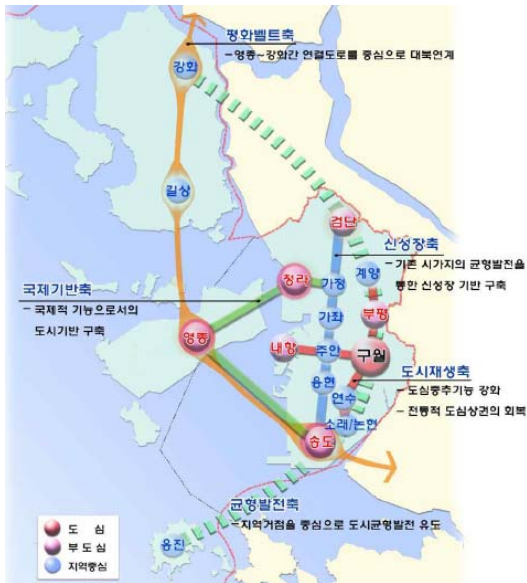 평화벨트축
– 영종~강화간 연결도로를 중심으로 대북연계
강화
길상
검단
신성장축
– 기존 시가지의 균형발전을
통한 신성장 기반 구축
계양
청라
가정
국제기반축
– 국제적 기능으로서의
도시기반 구축
부평
가좌
영종
내항
주안
구월
도시재생축
– 도심중추기능 강화
– 전통적 도심상권의 회복
용현
연수
소래/논현
송도
균형발전축
– 지역거점을 중심으로 도시균형발전 유도
옹진
도 심
부 도 심
지역중심